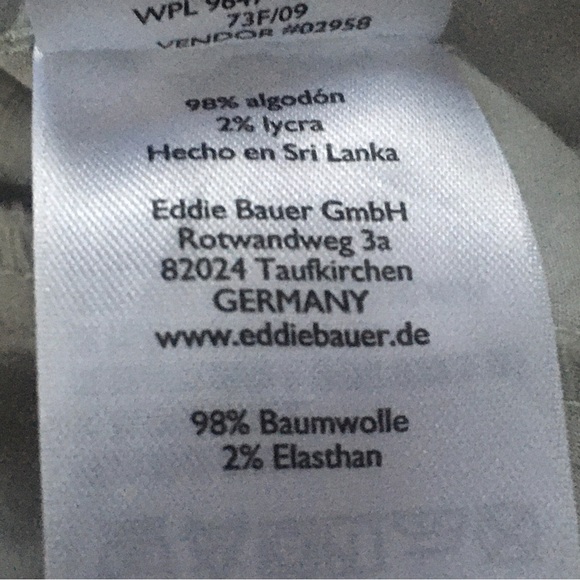 WPL
73F/09
VENDOR #02958
98% algodón
2% lycra
Hecho en Sri Lanka
Eddie Bauer GmbH
Rotwandweg 3a
82024 Taufkirchen
GERMANY
www.eddiebauer.de
98% Baumwolle
2% Elasthan